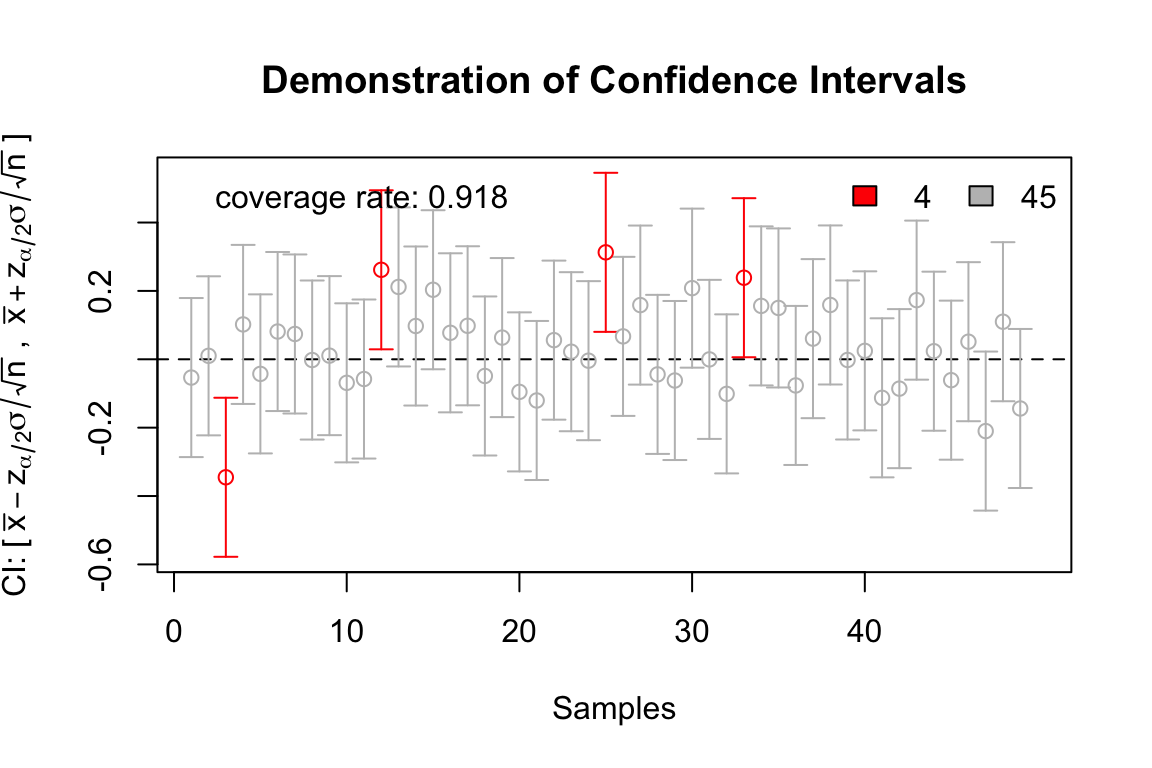 Demonstration of Confidence Intervals
CI: [ x̅ − zα/2σ/√n , x̅ + zα/2σ/√n ]
coverage rate: 0.918
4 45
0.2
-0.2
-0.6
0 10 20 30 40
Samples